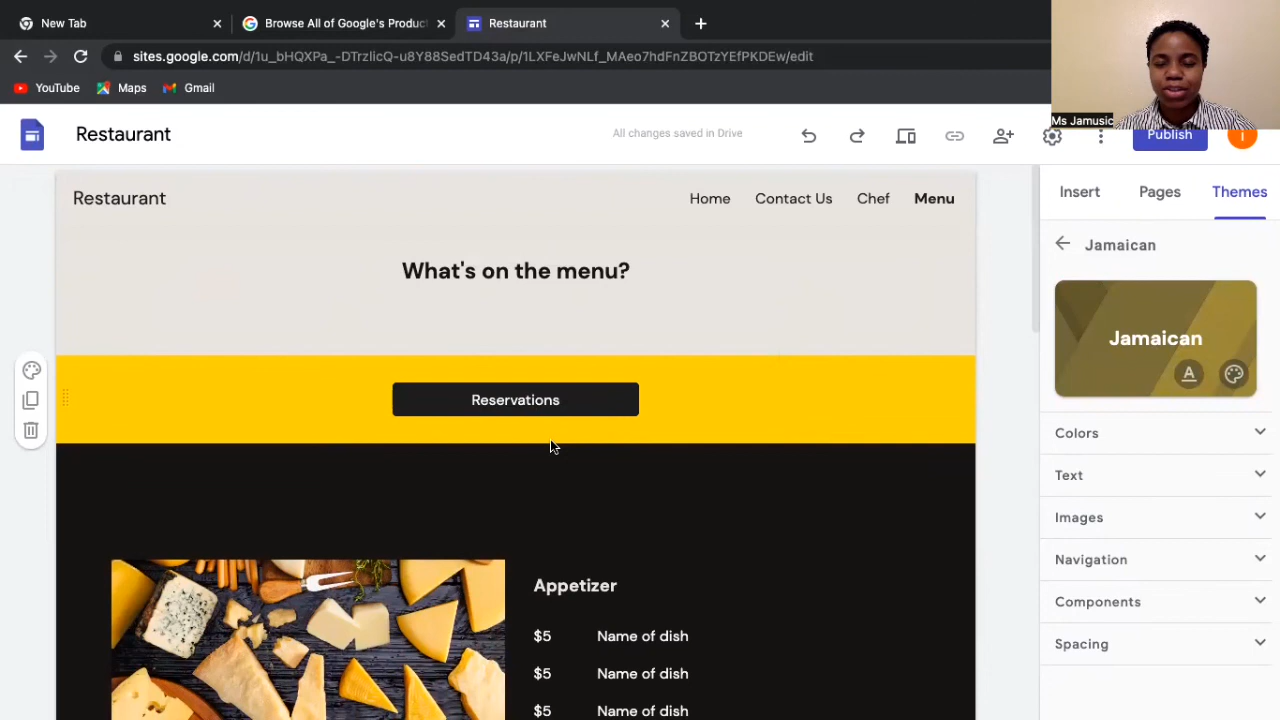 New Tab
Browse All of Google's Product
Restaurant
sites.google.com/d/1u_bHQXPa_-DTrzlicQ-u8Y88SedTD43a/p/1LXFeJwNLf_MAeo7hdFnZBOTzYEfPKDEw/edit
YouTube
Maps
Gmail
Ms Jamusic
Restaurant
All changes saved in Drive
Publish
Insert
Pages
Themes
Restaurant
Home
Contact Us
Chef
Menu
What's on the menu?
Reservations
Appetizer
$5 Name of dish
$5 Name of dish
$5 Name of dish
Jamaican
Jamaican
A
Colors
Text
Images
Navigation
Components
Spacing